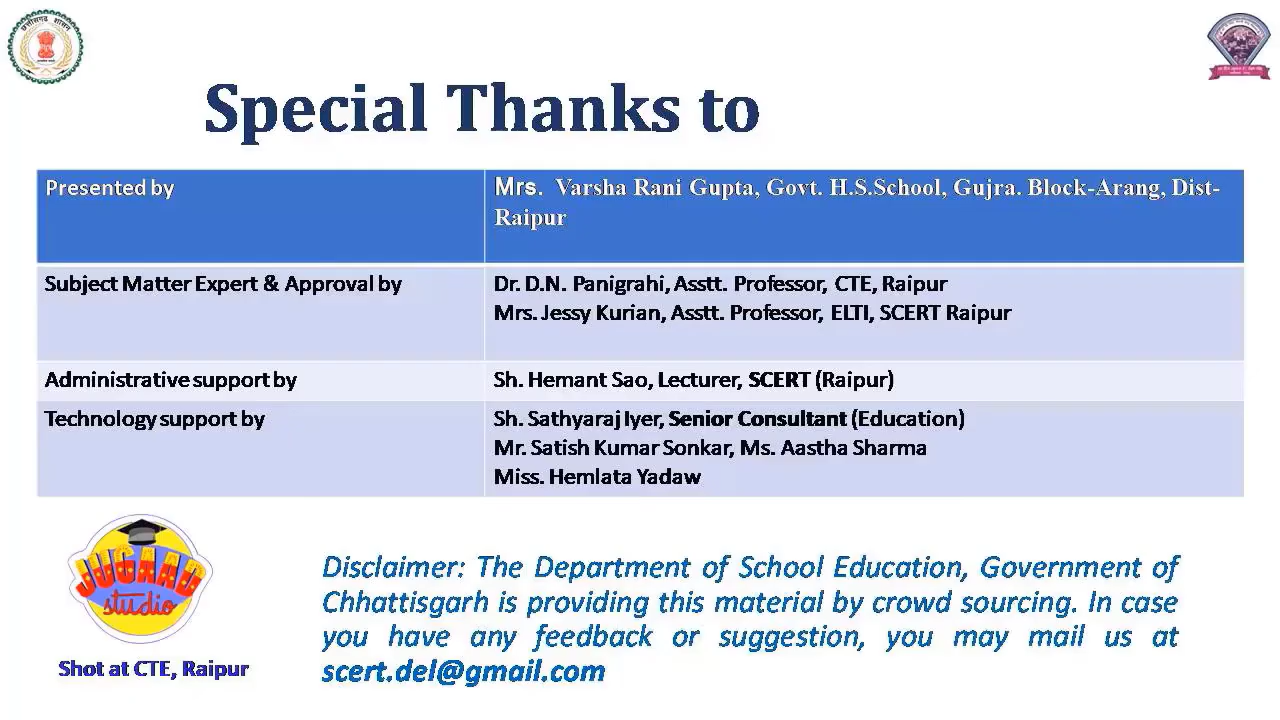 छत्तीसगढ़ शासन
Special Thanks to
Presented by
Mrs. Varsha Rani Gupta, Govt. H.S.School, Gujra. Block-Arang, Dist-
Raipur
Subject Matter Expert & Approval by
Dr. D.N. Panigrahi, Asstt. Professor, CTE, Raipur
Mrs. Jessy Kurian, Asstt. Professor, ELTI, SCERT Raipur
Administrative support by
Sh. Hemant Sao, Lecturer, SCERT (Raipur)
Technology support by
Sh. Sathyaraj Iyer, Senior Consultant (Education)
Mr. Satish Kumar Sonkar, Ms. Aastha Sharma
Miss. Hemlata Yadaw
JUGAAD
studio
Shot at CTE, Raipur
Disclaimer: The Department of School Education, Government of
Chhattisgarh is providing this material by crowd sourcing. In case
you have any feedback or suggestion, you may mail us at
scert.del@gmail.com